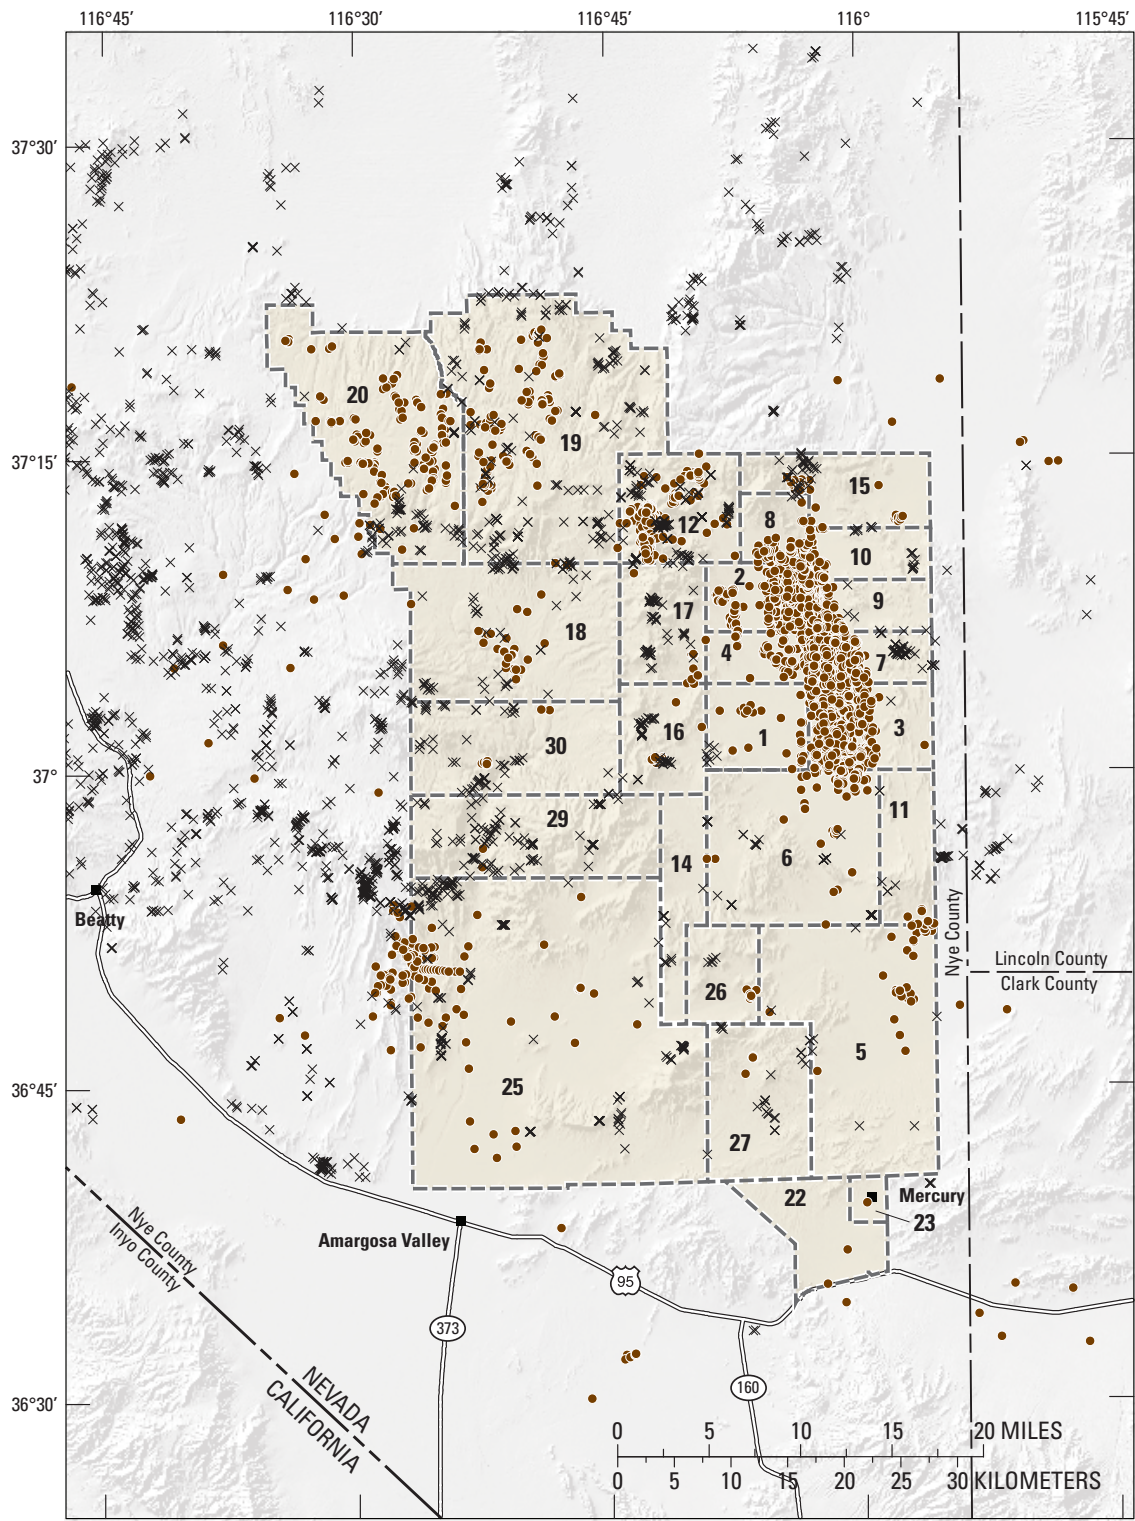 116°45′ 116°30′ 116°45′ 116° 115°45′
37°30′
20
19
37°15′
15
12
8
10
2
9
17
18
4
7
16
1
3
30
37°
29
11
14
6
Beatty
Nye County
Lincoln County
Clark County
26
5
36°45′
25
27
22
Mercury
23
Nye County
Inyo County
Amargosa Valley
95
373
160
NEVADA
CALIFORNIA
36°30′
0 5 10 15 20 MILES
0 5 10 15 20 25 30 KILOMETERS